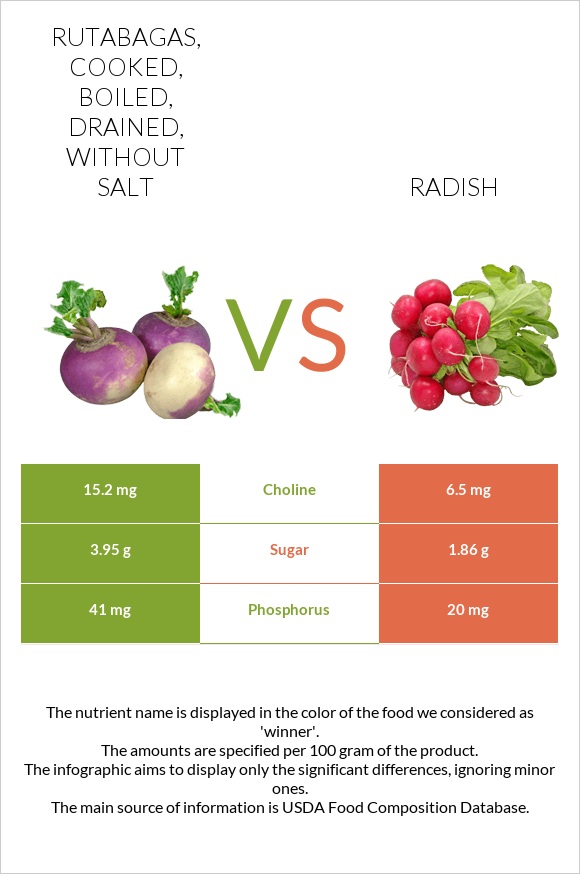 RUTABAGAS,
COOKED,
BOILED,
DRAINED,
WITHOUT
SALT
RADISH
VS
15.2 mg Choline 6.5 mg
3.95 g Sugar 1.86 g
41 mg Phosphorus 20 mg
The nutrient name is displayed in the color of the food we considered as
'winner'.
The amounts are specified per 100 gram of the product.
The infographic aims to display only the significant differences, ignoring minor
ones.
The main source of information is USDA Food Composition Database.